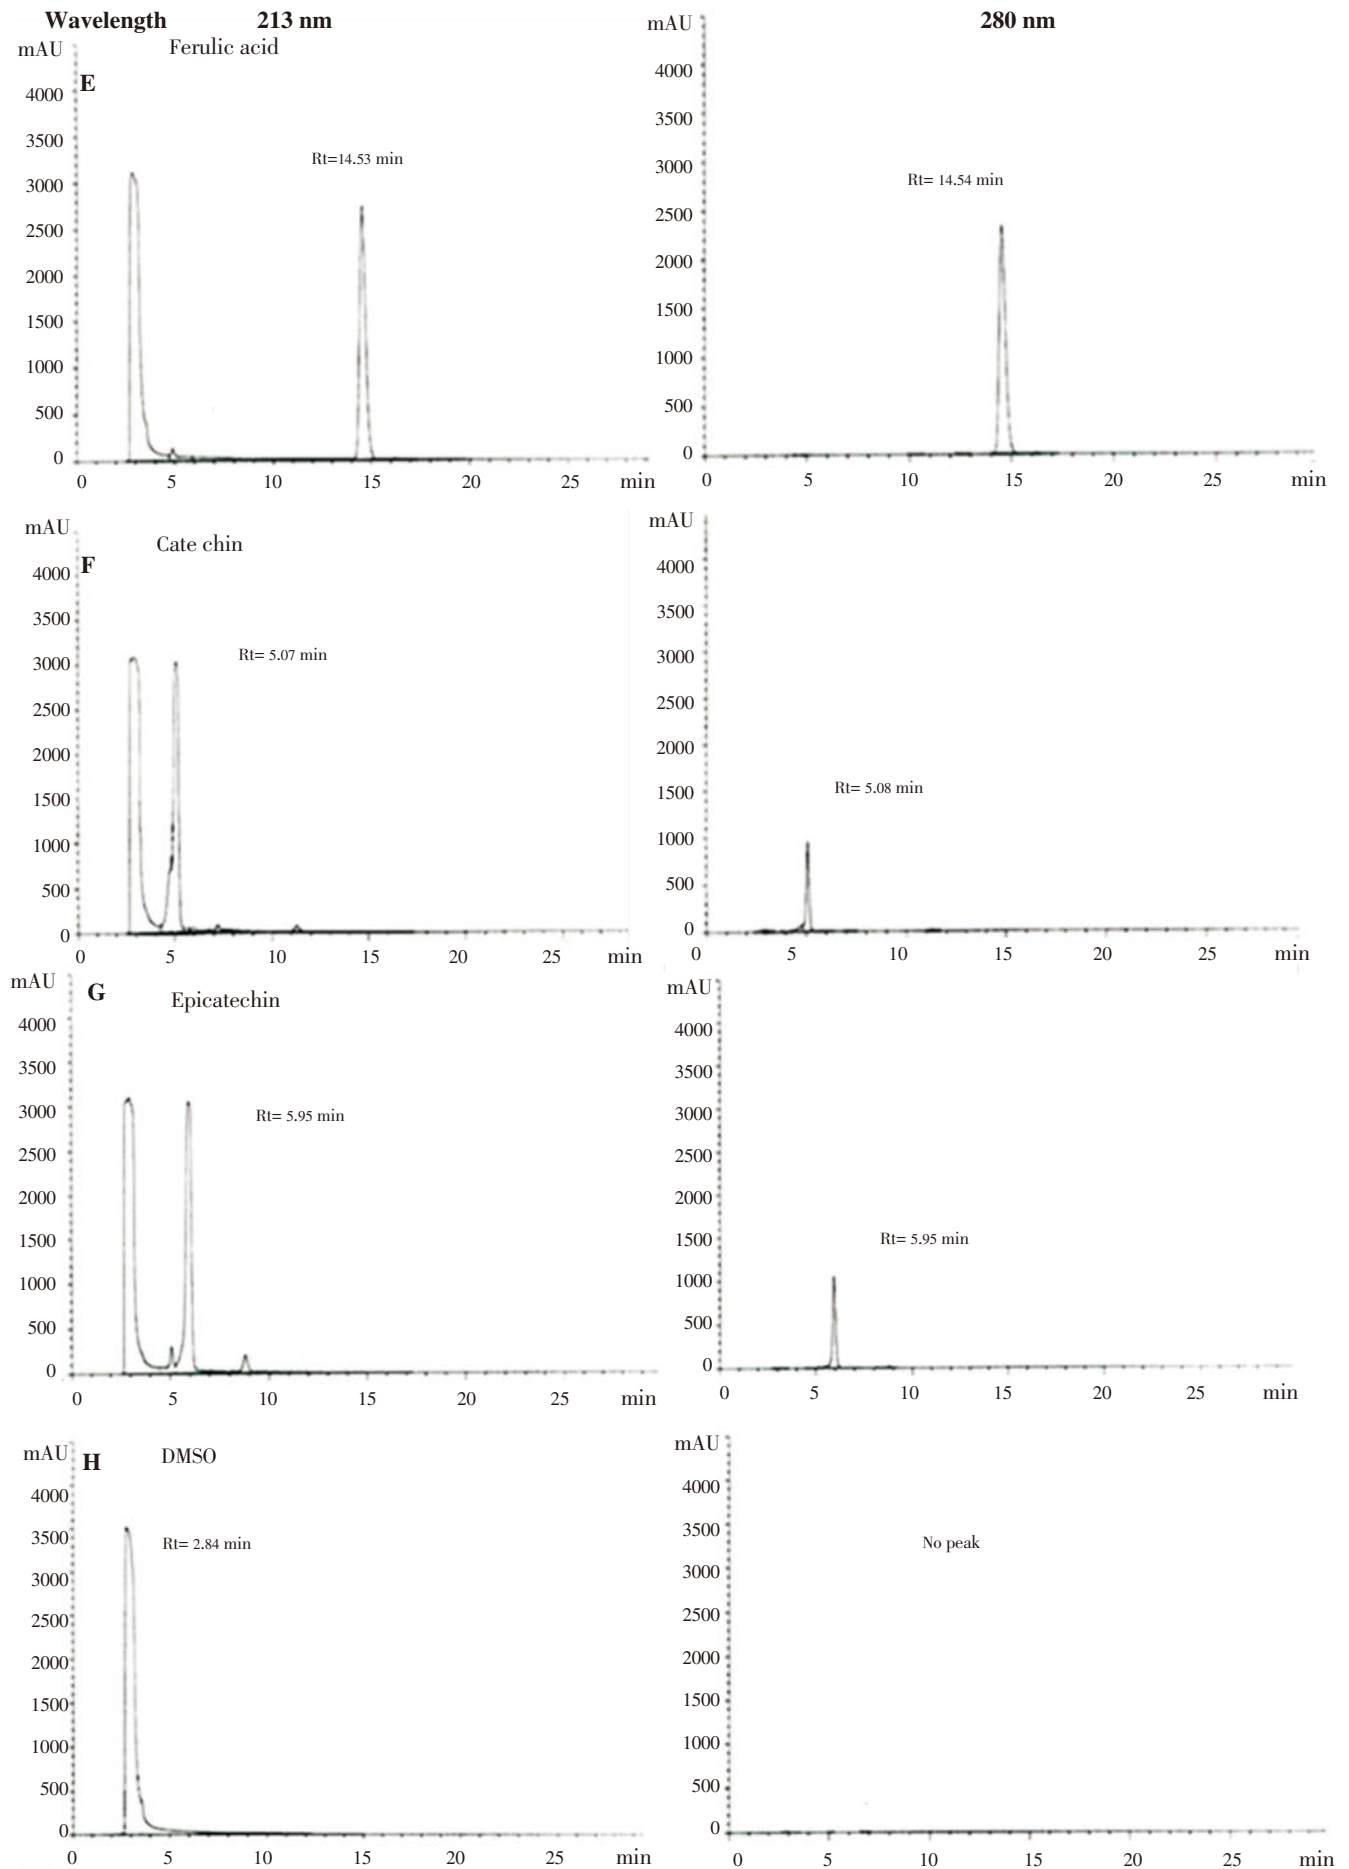 Wavelength 213 nm 280 nm
mAU Ferulic acid
E
4000
3500
3000
2500
2000
1500
1000
500
0
Rt=14.53 min
0 5 10 15 20 25 min
mAU
4000
3500
3000
2500
2000
1500
1000
500
0
Rt= 14.54 min
0 5 10 15 20 25 min
mAU
Cate chin
F
4000
3500
3000
2500
2000
1500
1000
500
0
Rt= 5.07 min
0 5 10 15 20 25 min
mAU
4000
3500
3000
2500
2000
1500
1000
500
0
Rt= 5.08 min
0 5 10 15 20 25 min
mAU
G Epicatechin
4000
3500
3000
2500
2000
1500
1000
500
0
Rt= 5.95 min
0 5 10 15 20 25 min
mAU
4000
3500
3000
2500
2000
1500
1000
500
0
Rt= 5.95 min
0 5 10 15 20 25 min
mAU H DMSO
4000
3500
3000
2500
2000
1500
1000
500
0
Rt= 2.84 min
0 5 10 15 20 25 min
mAU
4000
3500
3000
2500
2000
1500
1000
500
0
No peak
0 5 10 15 20 25 min